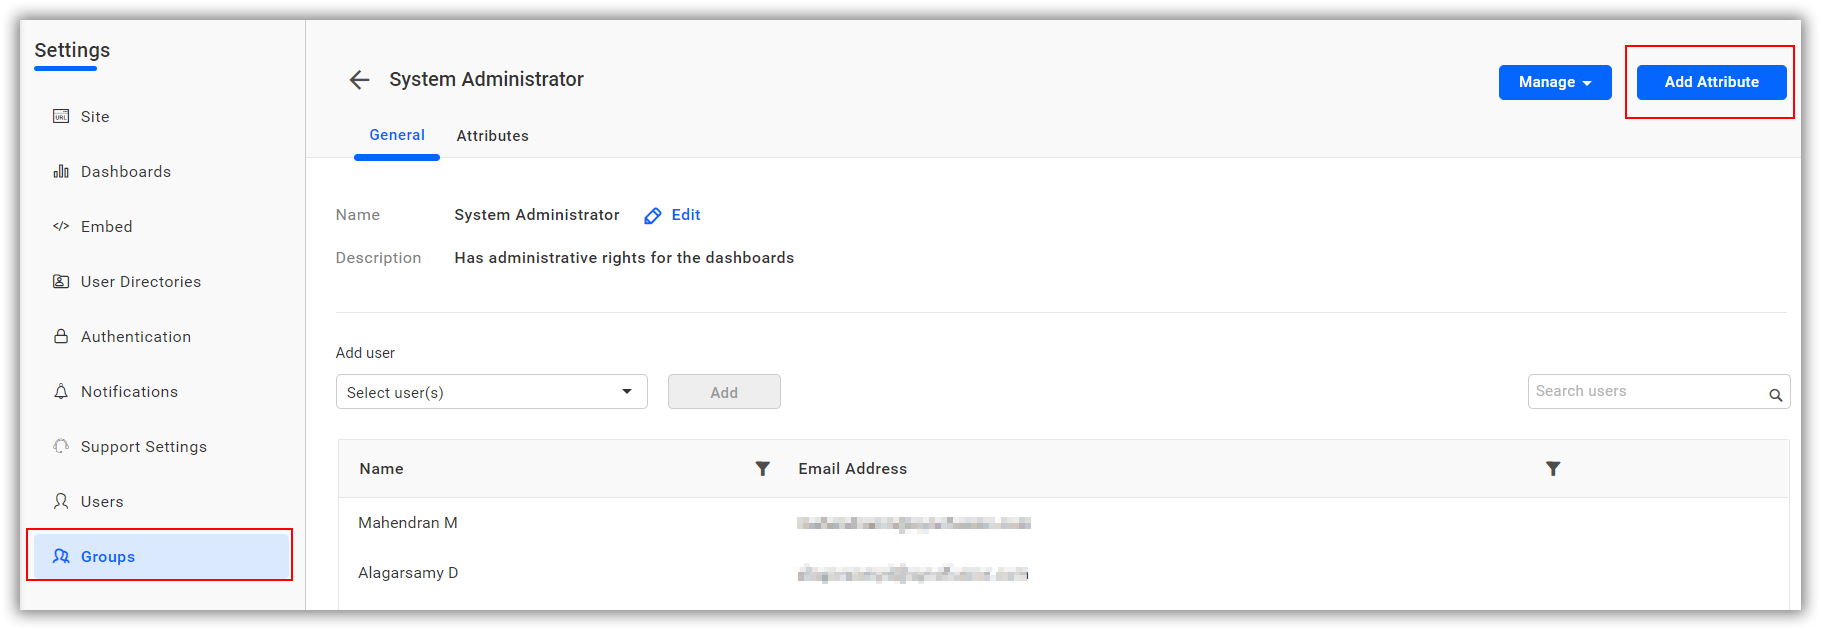 Settings
URL
Site
Dashboards
Embed
User Directories
Authentication
Notifications
Support Settings
Users
Groups
System Administrator
Manage
Add Attribute
General
Attributes
Name
System Administrator
Edit
Description
Has administrative rights for the dashboards
Add user
Select user(s)
Add
Search users
Name
Email Address
Mahendran M
Alagarsamy D